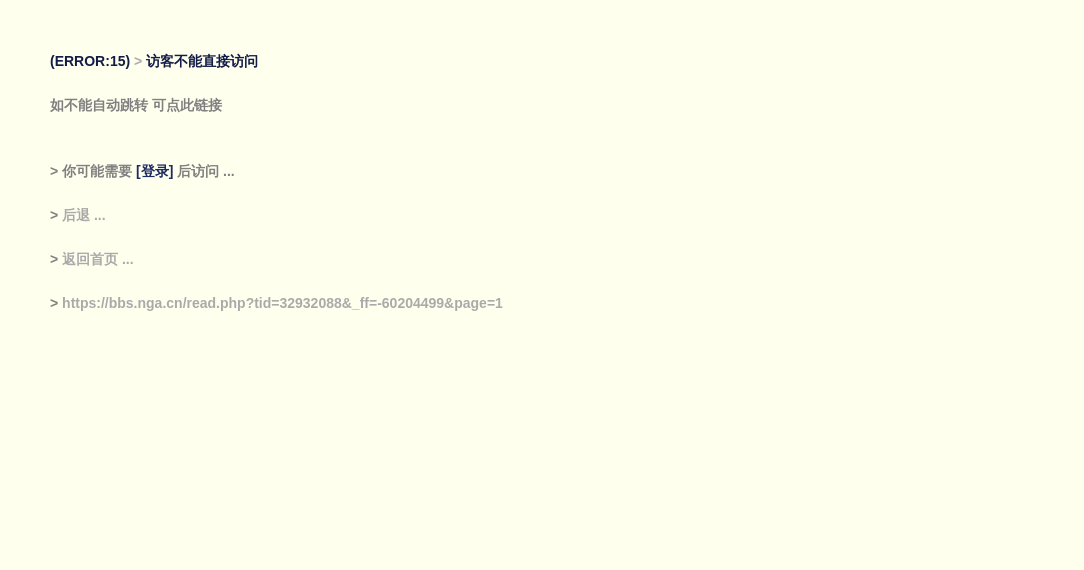 (ERROR:15) > 访客不能直接访问
如不能自动跳转 可点此链接
> 你可能需要 [登录] 后访问 ...
> 后退 ...
> 返回首页 ...
> https://bbs.nga.cn/read.php?tid=32932088&_ff=-60204499&page=1